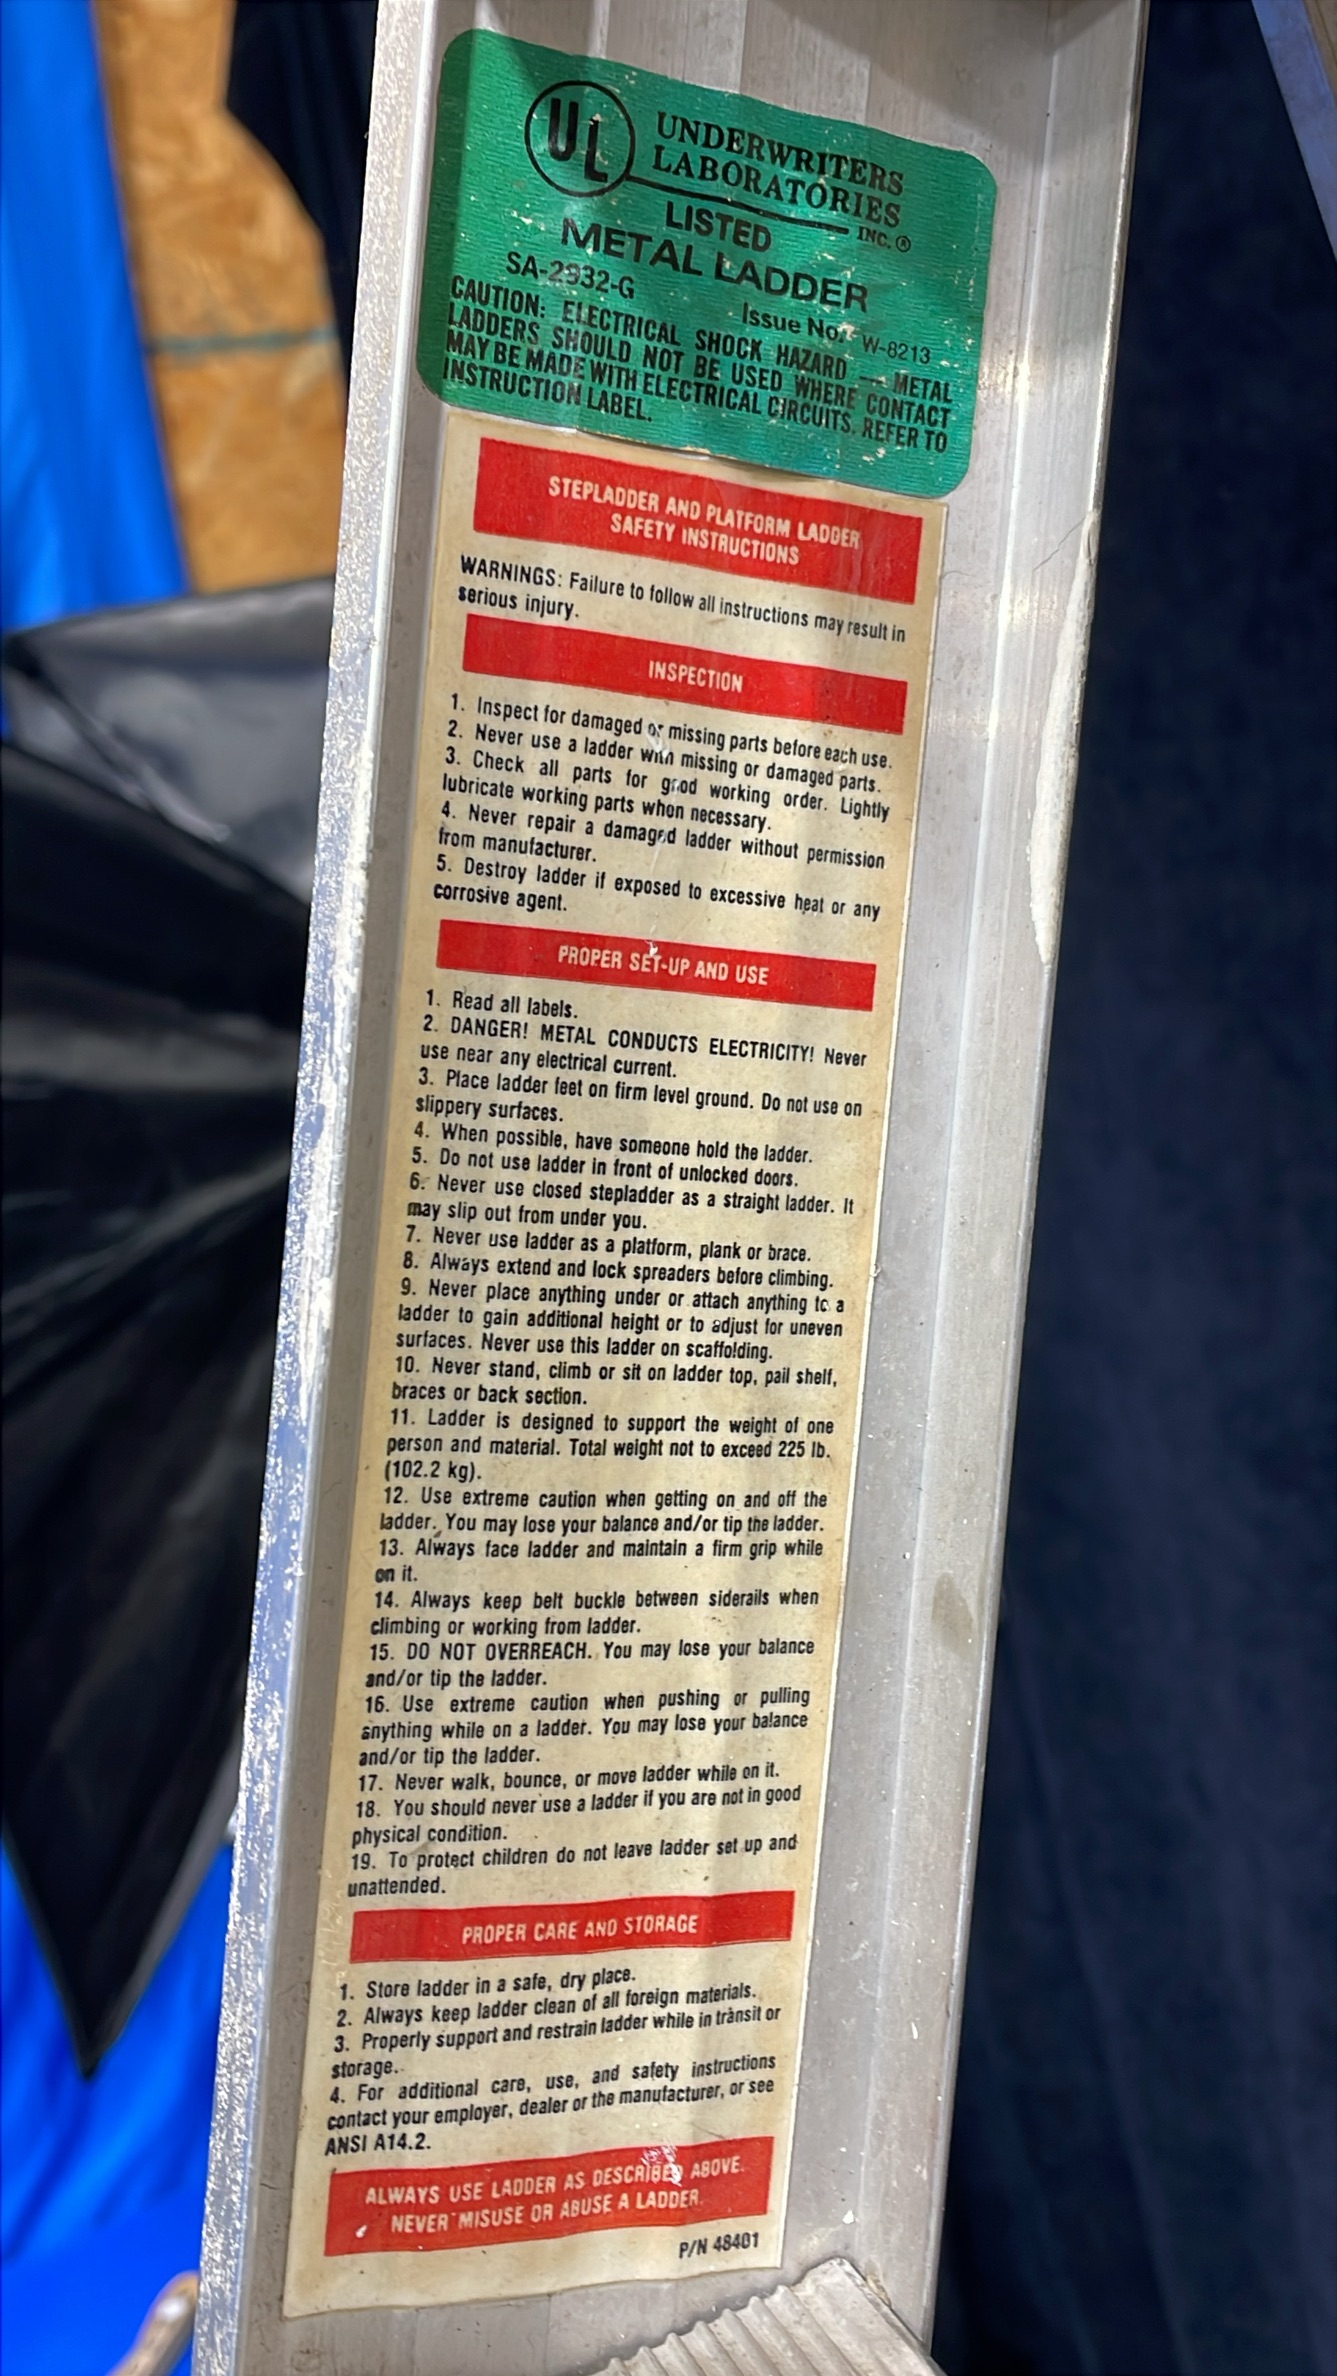 UL UNDERWRITERS
LABORATORIES
INC.®
LISTED
METAL LADDER
SA-2932-G
Issue No. W-8213
CAUTION: ELECTRICAL SHOCK HAZARD — METAL
LADDERS SHOULD NOT BE USED WHERE CONTACT
MAY BE MADE WITH ELECTRICAL CIRCUITS. REFER TO
INSTRUCTION LABEL.
STEPLADDER AND PLATFORM LADDER
SAFETY INSTRUCTIONS
WARNINGS: Failure to follow all instructions may result in
serious injury.
INSPECTION
1. Inspect for damaged or missing parts before each use.
2. Never use a ladder with missing or damaged parts.
3. Check all parts for good working order. Lightly
lubricate working parts when necessary.
4. Never repair a damaged ladder without permission
from manufacturer.
5. Destroy ladder if exposed to excessive heat or any
corrosive agent.
PROPER SET-UP AND USE
1. Read all labels.
2. DANGER! METAL CONDUCTS ELECTRICITY! Never
use near any electrical current.
3. Place ladder feet on firm level ground. Do not use on
slippery surfaces.
4. When possible, have someone hold the ladder.
5. Do not use ladder in front of unlocked doors.
6. Never use closed stepladder as a straight ladder. It
may slip out from under you.
7. Never use ladder as a platform, plank or brace.
8. Always extend and lock spreaders before climbing.
9. Never place anything under or attach anything to a
ladder to gain additional height or to adjust for uneven
surfaces. Never use this ladder on scaffolding.
10. Never stand, climb or sit on ladder top, pail shelf,
braces or back section.
11. Ladder is designed to support the weight of one
person and material. Total weight not to exceed 225 lb.
(102.2 kg).
12. Use extreme caution when getting on and off the
ladder. You may lose your balance and/or tip the ladder.
13. Always face ladder and maintain a firm grip while
on it.
14. Always keep belt buckle between siderails when
climbing or working from ladder.
15. DO NOT OVERREACH. You may lose your balance
and/or tip the ladder.
16. Use extreme caution when pushing or pulling
anything while on a ladder. You may lose your balance
and/or tip the ladder.
17. Never walk, bounce, or move ladder while on it.
18. You should never use a ladder if you are not in good
physical condition.
19. To protect children do not leave ladder set up and
unattended.
PROPER CARE AND STORAGE
1. Store ladder in a safe, dry place.
2. Always keep ladder clean of all foreign materials.
3. Properly support and restrain ladder while in transit or
storage.
4. For additional care, use, and safety instructions
contact your employer, dealer or the manufacturer, or see
ANSI A14.2.
ALWAYS USE LADDER AS DESCRIBED ABOVE.
NEVER MISUSE OR ABUSE A LADDER.
P/N 48401